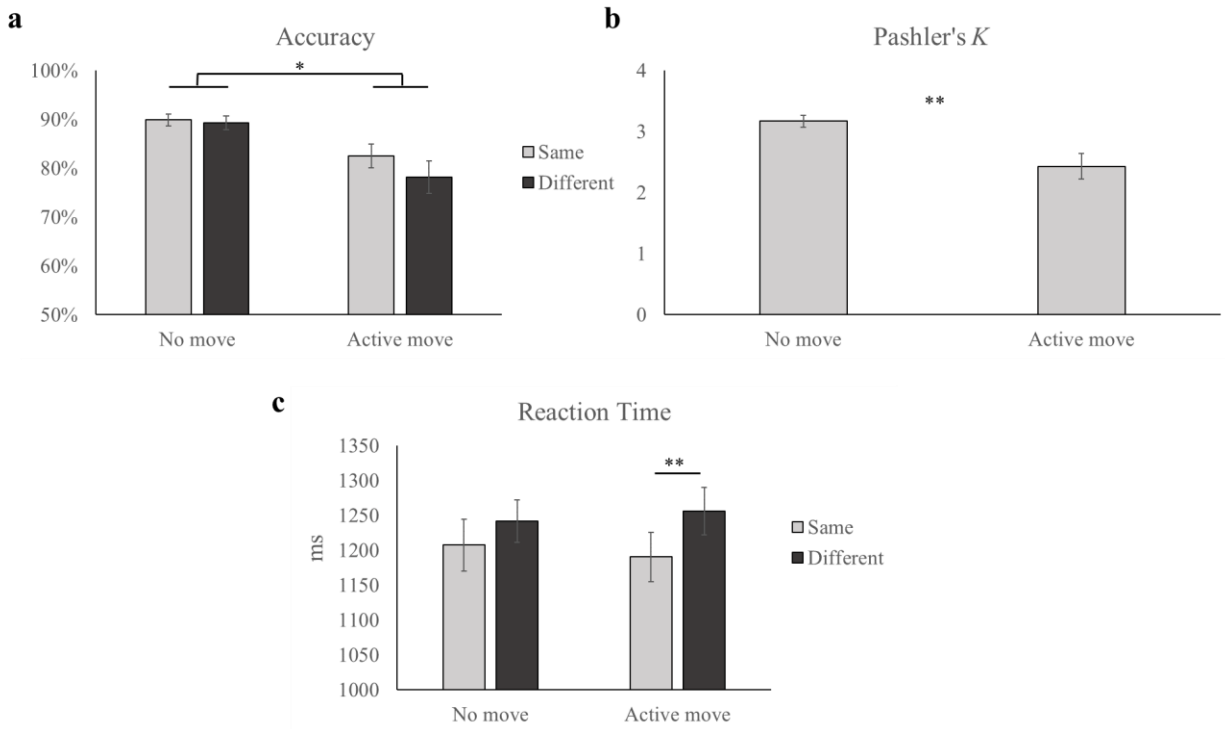 a
Accuracy
100%
90%
80%
70%
60%
50%
*
No move
Active move
Same
Different
b
Pashler's K
4
3
2
1
0
**
No move
Active move
c
Reaction Time
ms
1350
1300
1250
1200
1150
1100
1050
1000
**
No move
Active move
Same
Different